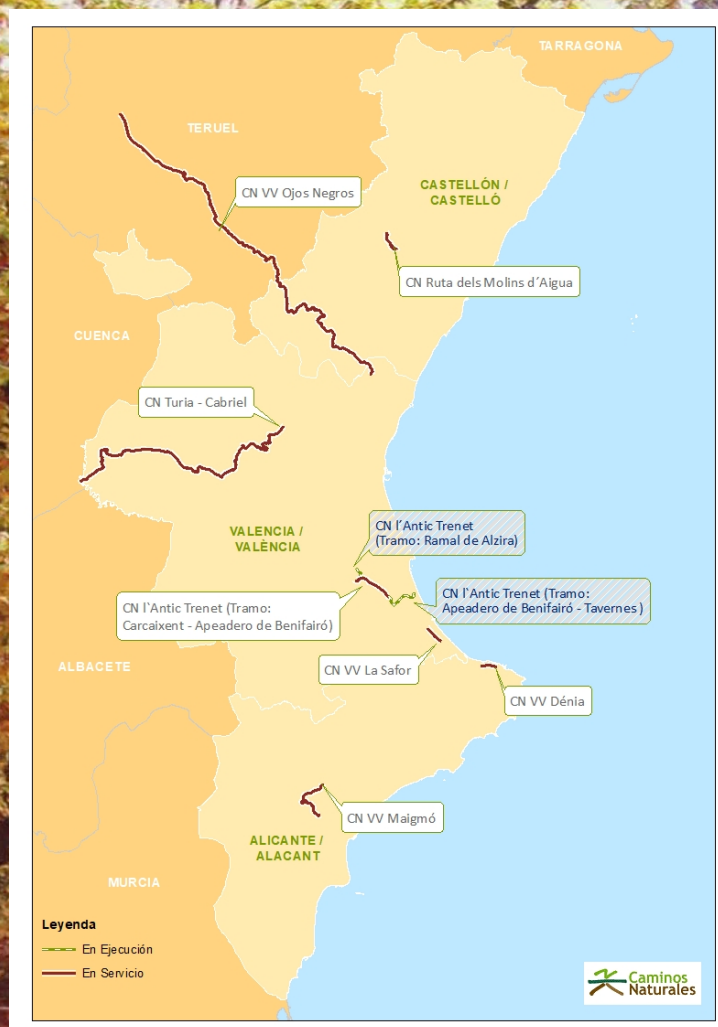 TARRAGONA
TERUEL
CN VV Ojos Negros
CASTELLÓN /
CASTELLÓ
CN Ruta dels Molins d´Aigua
CUENCA
CN Turia - Cabriel
VALENCIA /
VALÈNCIA
CN l´Antic Trenet
(Tramo: Ramal de Alzira)
CN l`Antic Trenet (Tramo:
Apeadero de Benifairó - Tavernes )
CN l`Antic Trenet (Tramo:
Carcaixent - Apeadero de Benifairó)
ALBACETE
CN VV La Safor
CN VV Dénia
CN VV Maigmó
ALICANTE /
ALACANT
MURCIA
Leyenda
En Ejecución
En Servicio
Caminos
Naturales